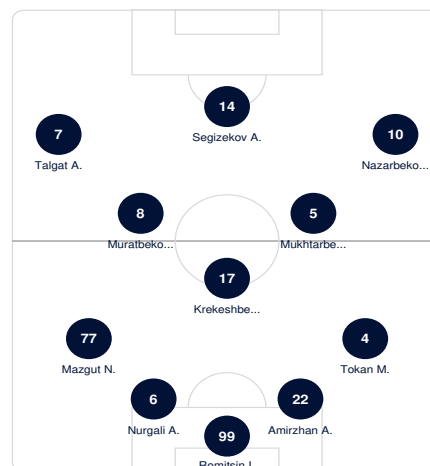 14
Segizekov A.
7
Talgat A.
10
Nazarbeko...
8
Muratbeko...
5
Mukhtarbe...
17
Krekeshbe...
77
Mazgut N.
4
Tokan M.
6
Nurgali A.
22
Amirzhan A.
99